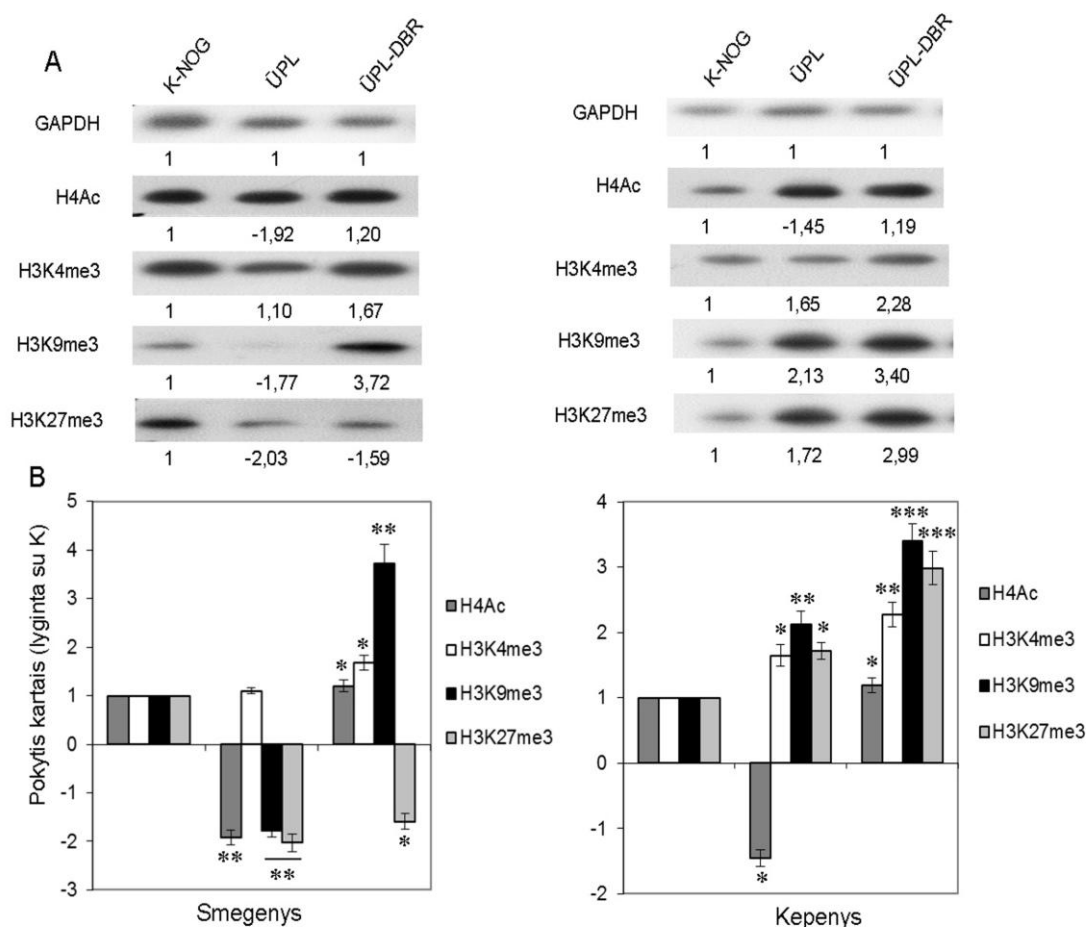 A
K-NOG ŪPL ŪPL-DBR
GAPDH
1 1 1
H4Ac
1 -1,92 1,20
H3K4me3
1 1,10 1,67
H3K9me3
1 -1,77 3,72
H3K27me3
1 -2,03 -1,59
K-NOG ŪPL ŪPL-DBR
GAPDH
1 1 1
H4Ac
1 -1,45 1,19
H3K4me3
1 1,65 2,28
H3K9me3
1 2,13 3,40
H3K27me3
1 1,72 2,99
B
Pokytis kartais (lyginta su K)
5
4
3
2
1
0
-1
-2
-3
**
* *
**
**
*
H4Ac
H3K4me3
H3K9me3
H3K27me3
Smegenys
4
3
2
1
0
-1
-2
***
***
**
**
* *
*
*
H4Ac
H3K4me3
H3K9me3
H3K27me3
Kepenys